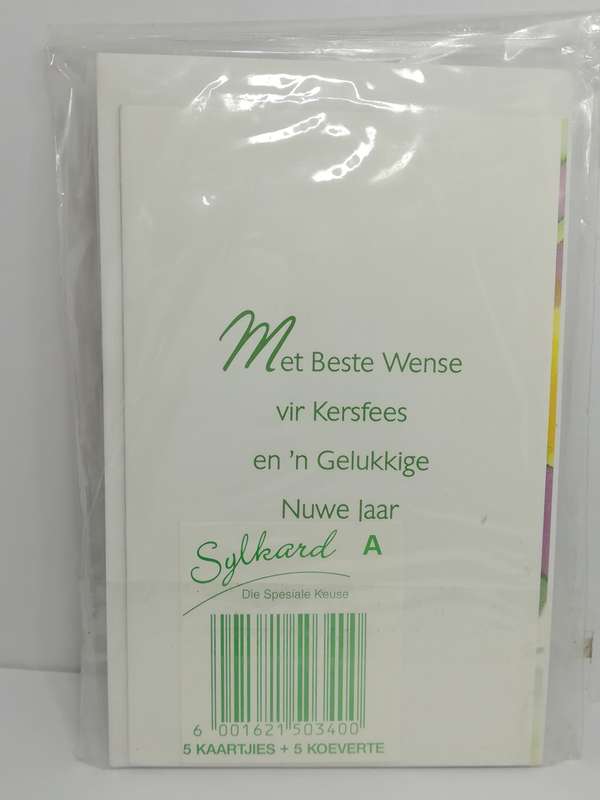 Met Beste Wense
vir Kersfees
en 'n Gelukkige
Nuwe Jaar
Sylkard A
Die Spesiale Keuse
6 001621 503400
5 KAARTJIES + 5 KOEVERTE